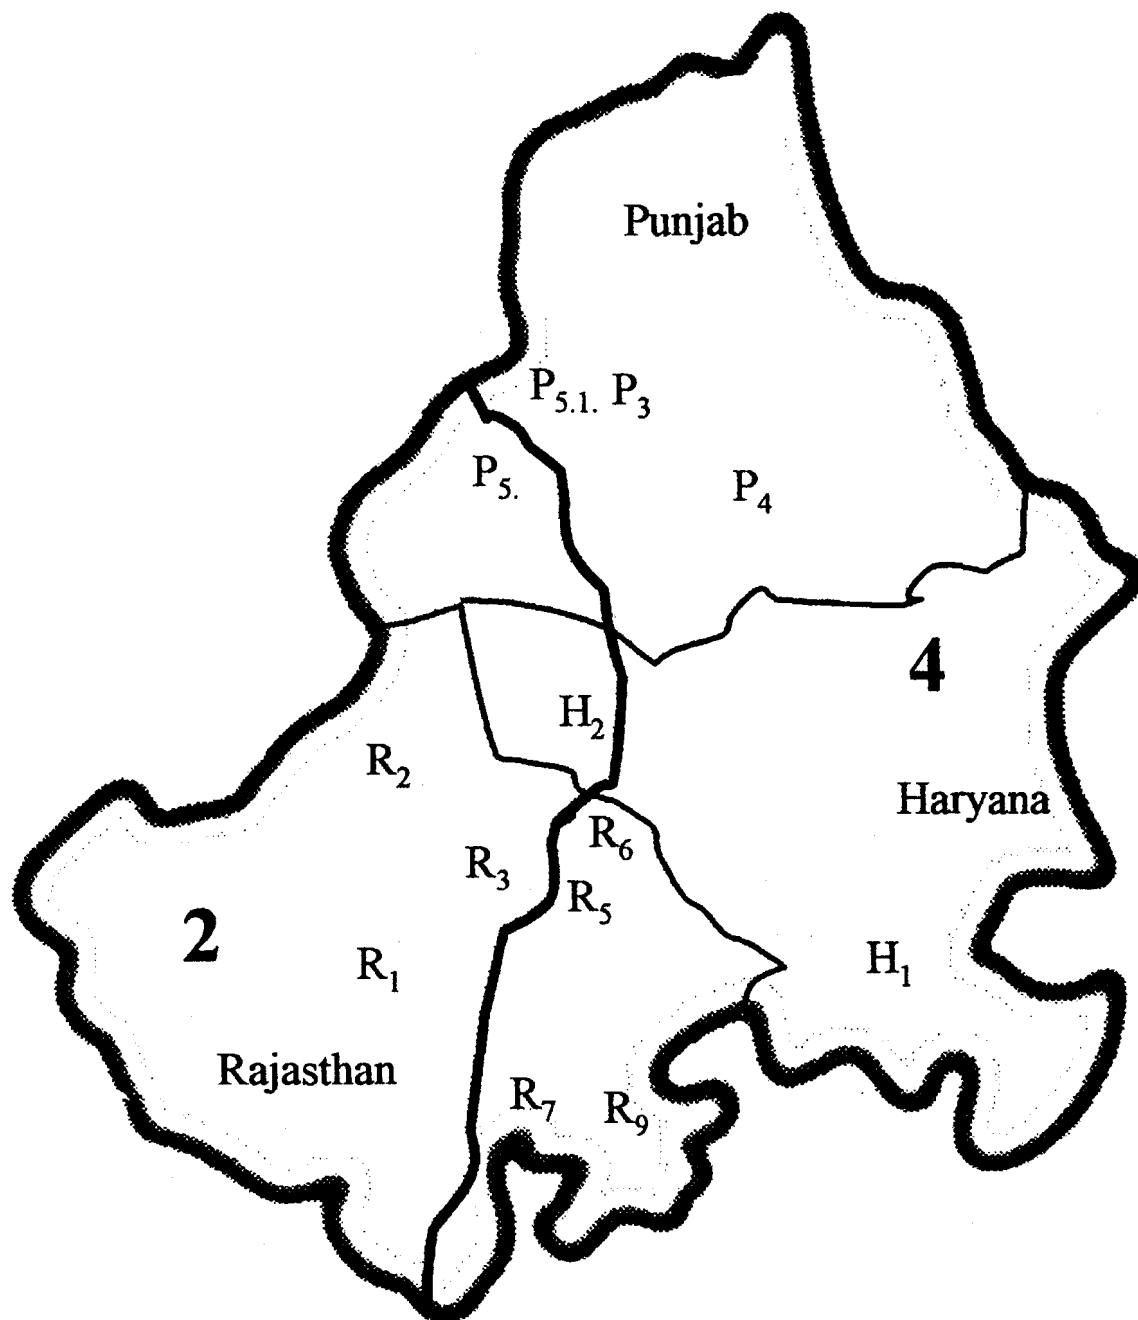 Punjab
P5.1. P3
P5.
P4
4
H2
R2
Haryana
R6
R3
R5
2
R1
H1
Rajasthan
R7
R9